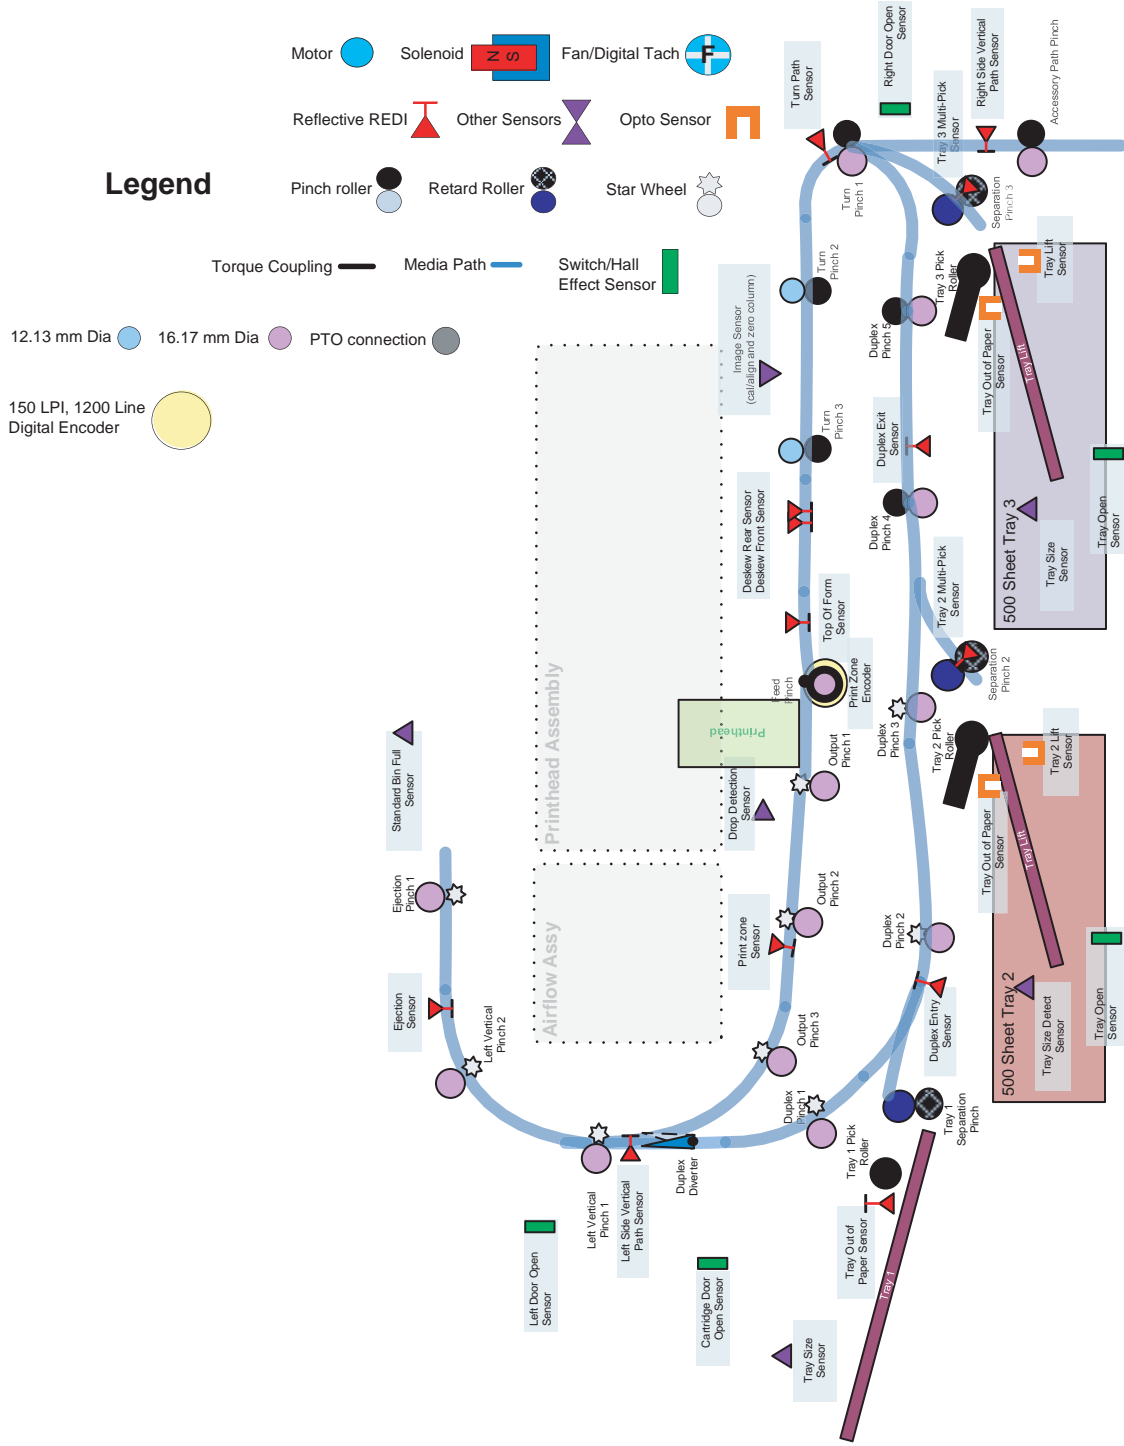 Motor
Solenoid
N S
Fan/Digital Tach
F
Reflective REDI
Other Sensors
Opto Sensor
Legend
Pinch roller
Retard Roller
Star Wheel
Torque Coupling
Media Path
Switch/Hall
Effect Sensor
12.13 mm Dia
16.17 mm Dia
PTO connection
150 LPI, 1200 Line
Digital Encoder
Turn Path
Sensor
Right Door Open
Sensor
Tray 3 Multi-Pick
Sensor
Right Side Vertical
Path Sensor
Accessory Path Pinch
Turn
Pinch 1
Separation
Pinch 3
Turn
Pinch 2
Image Sensor
(cal/align and zero column)
Duplex
Pinch 5
Tray 3 Pick
Roller
Tray Lift
Sensor
Tray Out of Paper
Sensor
Tray Lift
Turn
Pinch 3
Duplex Exit
Sensor
Deskew Rear Sensor
Deskew Front Sensor
Duplex
Pinch 4
Tray 2 Multi-Pick
Sensor
500 Sheet Tray 3
Tray Size
Sensor
Tray Open
Sensor
Top Of Form
Sensor
Feed
Pinch
Print Zone
Encoder
Separation
Pinch 2
Printhead Assembly
Printhead
Output
Pinch 1
Duplex
Pinch 3
Tray 2 Pick
Roller
Tray 2 Lift
Sensor
Tray Out of Paper
Sensor
Tray Lift
Standard Bin Full
Sensor
Drop Detection
Sensor
Ejection
Pinch 1
Output
Pinch 2
Duplex
Pinch 2
Airflow Assy
Print zone
Sensor
Ejection
Sensor
Left Vertical
Pinch 2
Output
Pinch 3
Duplex Entry
Sensor
500 Sheet Tray 2
Tray Size Detect
Sensor
Tray Open
Sensor
Duplex
Pinch 1
Tray 1
Separation
Pinch
Tray 1 Pick
Roller
Duplex
Diverter
Left Vertical
Pinch 1
Left Side Vertical
Path Sensor
Tray Out of
Paper Sensor
Left Door Open
Sensor
Cartridge Door
Open Sensor
Tray 1
Tray Size
Sensor